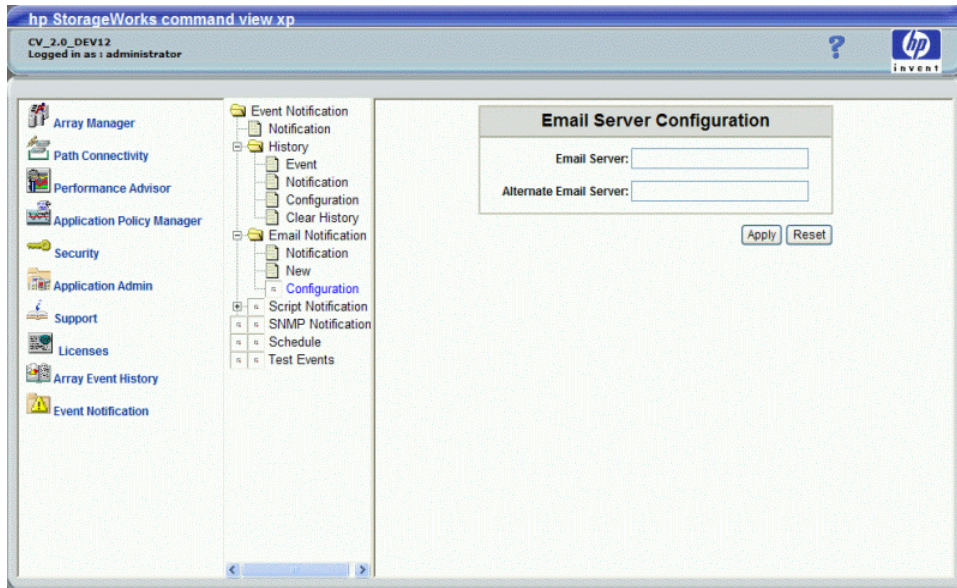 hp StorageWorks command view xp
CV_2.0_DEV12
Logged in as : administrator
?
hp
invent
Array Manager
Path Connectivity
Performance Advisor
Application Policy Manager
Security
Application Admin
Support
Licenses
Array Event History
Event Notification
Event Notification
Notification
History
Event
Notification
Configuration
Clear History
Email Notification
Notification
New
Configuration
Script Notification
SNMP Notification
Schedule
Test Events
Email Server Configuration
Email Server:
Alternate Email Server:
Apply Reset